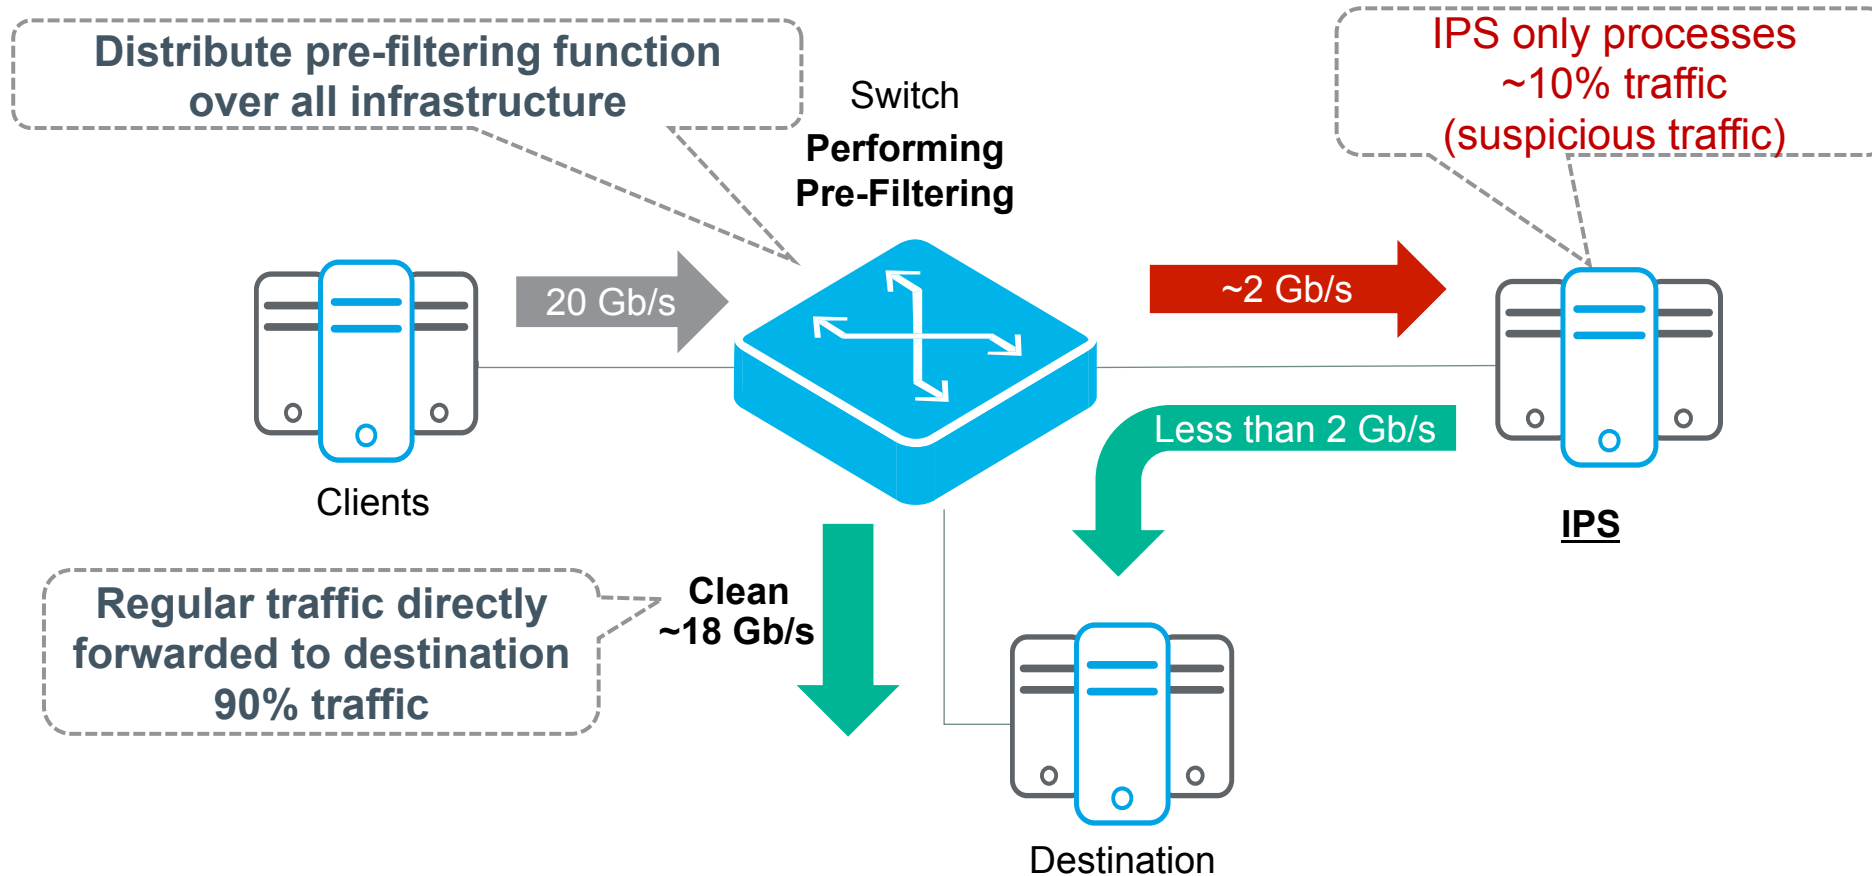 Distribute pre-filtering function
over all infrastructure
Switch
Performing
Pre-Filtering
IPS only processes
~10% traffic
(suspicious traffic)
20 Gb/s
~2 Gb/s
Less than 2 Gb/s
Clients
IPS
Regular traffic directly
forwarded to destination
90% traffic
Clean
~18 Gb/s
Destination